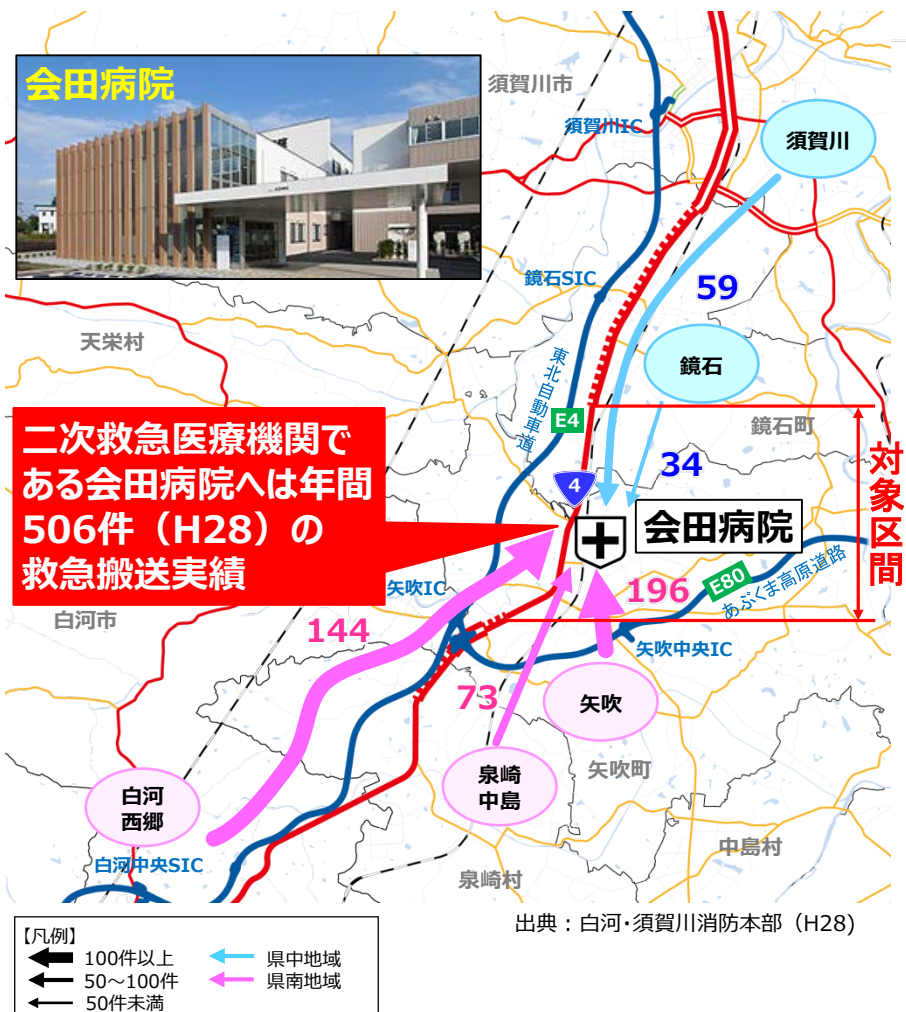 会田病院
須賀川市
須賀川IC
須賀川
鏡石SIC
59
天栄村
鏡石
東北自動車道
E4
鏡石町
二次救急医療機関で
ある会田病院へは年間
506件（H28）の
救急搬送実績
34
4
対象区間
会田病院
矢吹IC
196
E80
あぶくま高原道路
白河市
144
矢吹中央IC
73
矢吹
泉崎
中島
矢吹町
白河
西郷
中島村
白河中央SIC
泉崎村
出典：白河・須賀川消防本部（H28）
【凡例】
100件以上
県中地域
50～100件
県南地域
50件未満